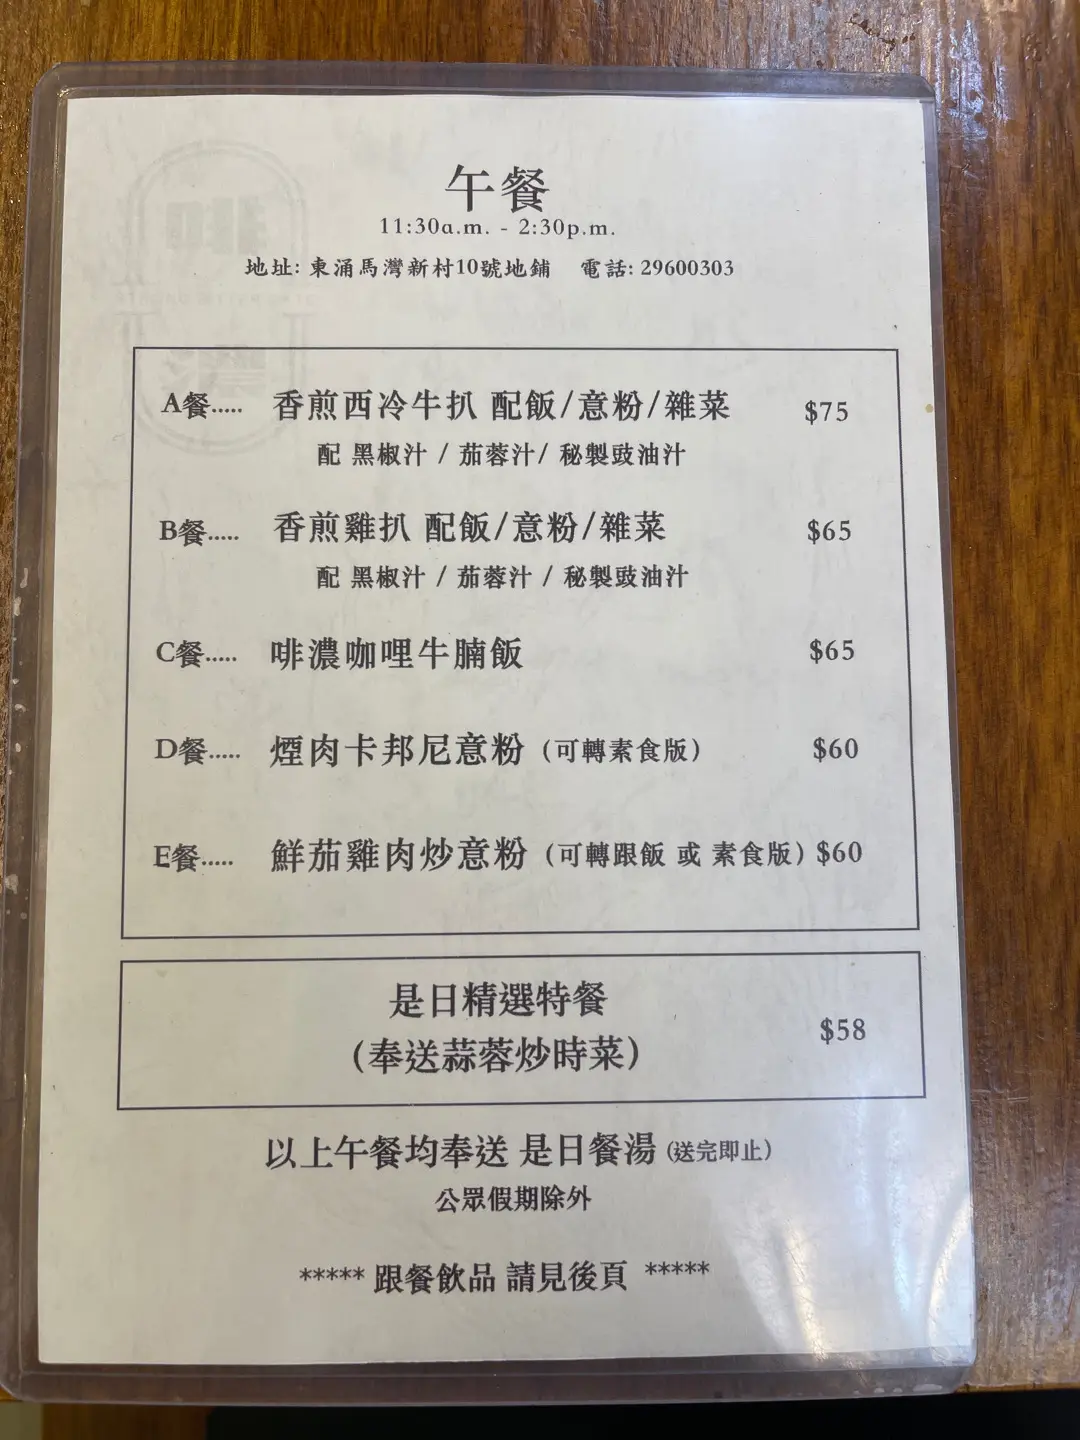 午餐
11:30a.m. - 2:30p.m.
地址: 東涌馬灣新村10號地鋪 電話: 29600303
A餐..... 香煎西冷牛扒 配飯/意粉/雜菜 $75
配 黑椒汁 / 茄蓉汁/ 秘製豉油汁
B餐..... 香煎雞扒 配飯/意粉/雜菜 $65
配 黑椒汁 / 茄蓉汁 / 秘製豉油汁
C餐..... 啡濃咖哩牛腩飯 $65
D餐..... 煙肉卡邦尼意粉 (可轉素食版) $60
E餐..... 鮮茄雞肉炒意粉 (可轉跟飯 或 素食版) $60
是日精選特餐
(奉送蒜蓉炒時菜) $58
以上午餐均奉送 是日餐湯 (送完即止)
公眾假期除外
***** 跟餐飲品 請見後頁 *****